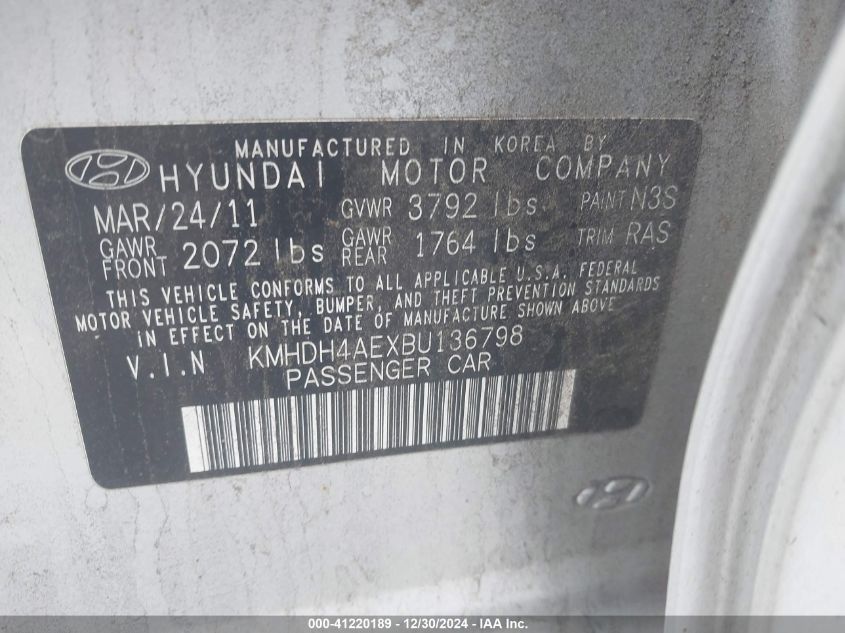 MANUFACTURED IN KOREA BY
HYUNDAI MOTOR COMPANY
MAR/24/11 GVWR 3792 lbs PAINT N3S
GAWR FRONT 2072 lbs GAWR REAR 1764 lbs TRIM RAS
THIS VEHICLE CONFORMS TO ALL APPLICABLE U.S.A. FEDERAL
MOTOR VEHICLE SAFETY, BUMPER, AND THEFT PREVENTION STANDARDS
IN EFFECT ON THE DATE OF MANUFACTURE SHOWN ABOVE
V.I.N KMHDH4AEXBU136798
PASSENGER CAR
000-41220189 - 12/30/2024 - IAA Inc.